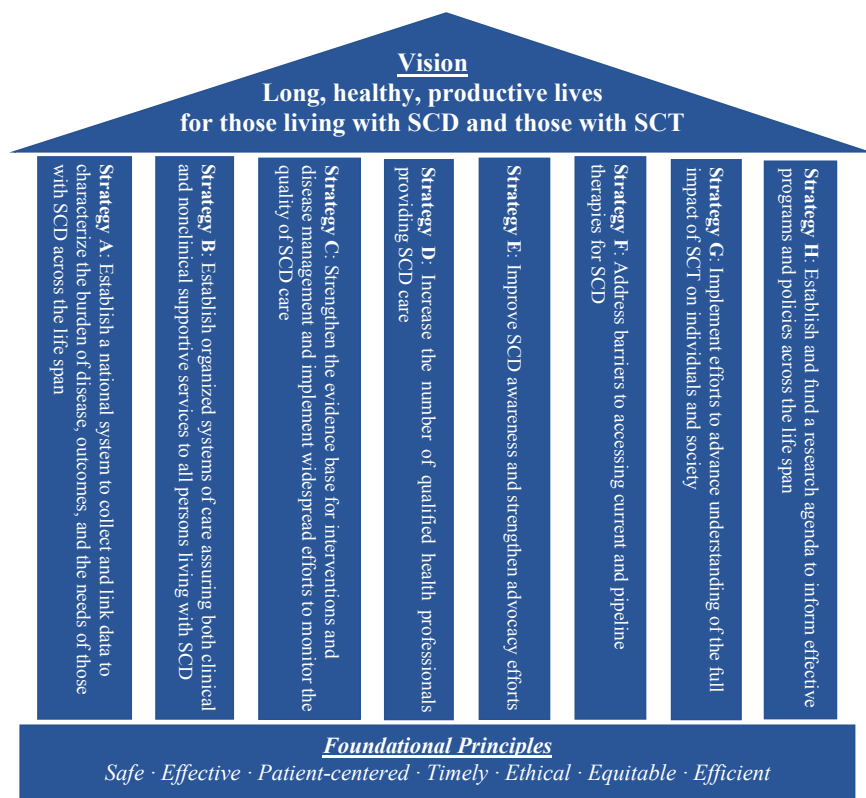 Vision
Long, healthy, productive lives
for those living with SCD and those with SCT
Strategy A: Establish a national system to collect and link data to
characterize the burden of disease, outcomes, and the needs of those
with SCD across the life span
Strategy B: Establish organized systems of care assuring both clinical
and nonclinical supportive services to all persons living with SCD
Strategy C: Strengthen the evidence base for interventions and
disease management and implement widespread efforts to monitor the
quality of SCD care
Strategy D: Increase the number of qualified health professionals
providing SCD care
Strategy E: Improve SCD awareness and strengthen advocacy efforts
Strategy F: Address barriers to accessing current and pipeline
therapies for SCD
Strategy G: Implement efforts to advance understanding of the full
impact of SCT on individuals and society
Strategy H: Establish and fund a research agenda to inform effective
programs and policies across the life span
Foundational Principles
Safe · Effective · Patient-centered · Timely · Ethical · Equitable · Efficient